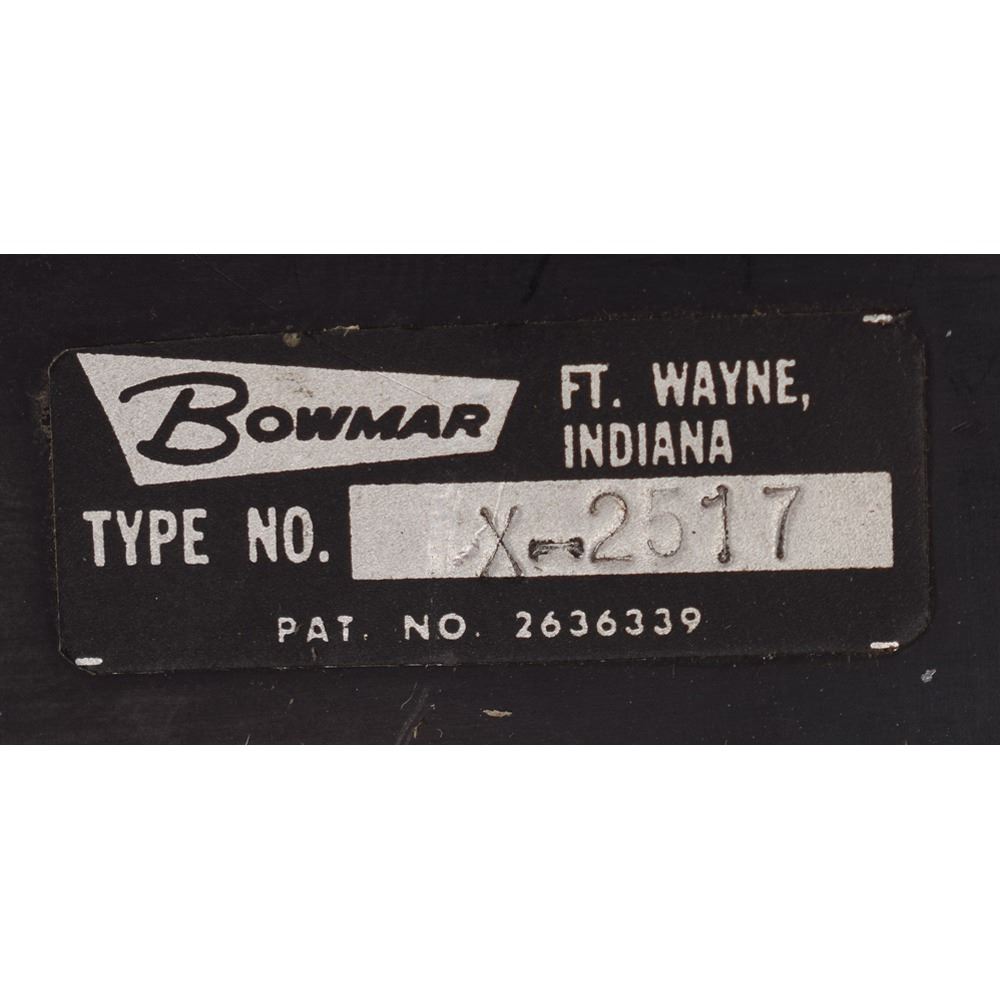 BOWMAR
FT. WAYNE,
INDIANA
TYPE NO. X-2517
PAT. NO. 2636339